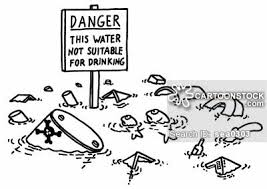 DANGER
THIS WATER
NOT SUITABLE
FOR DRINKING
CARTOONSTOCK
.com